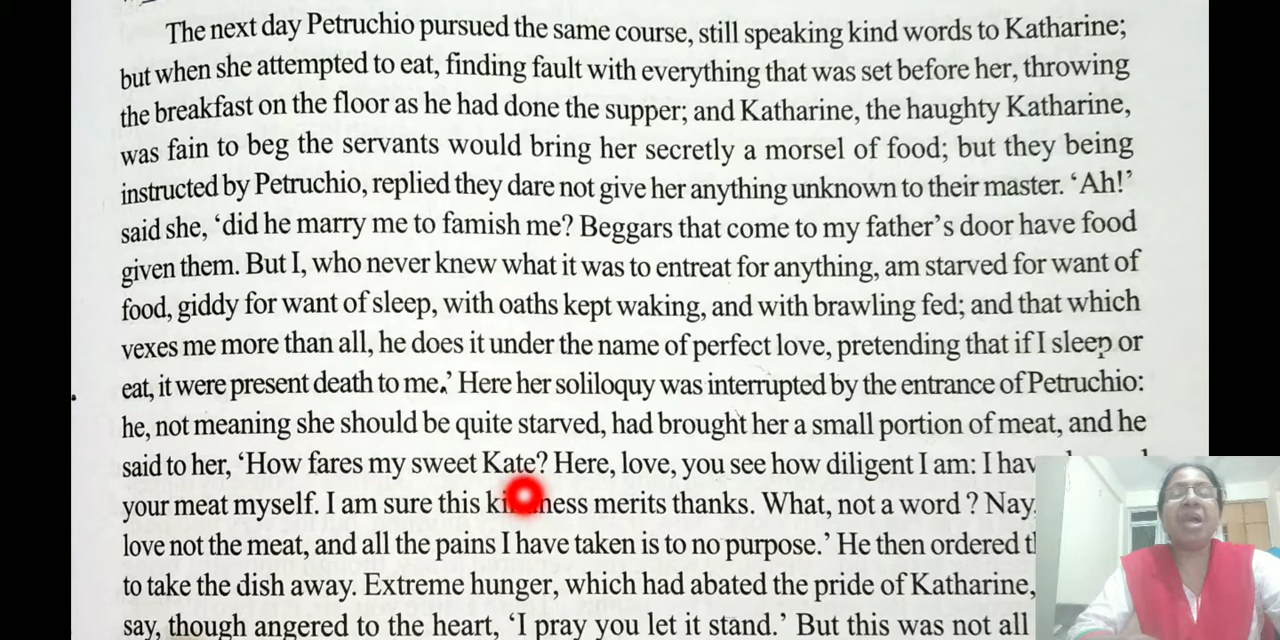 The next day Petruchio pursued the same course, still speaking kind words to Katharine;
but when she attempted to eat, finding fault with everything that was set before her, throwing
the breakfast on the floor as he had done the supper; and Katharine, the haughty Katharine,
was fain to beg the servants would bring her secretly a morsel of food; but they being
instructed by Petruchio, replied they dare not give her anything unknown to their master. ‘Ah!’
said she, ‘did he marry me to famish me? Beggars that come to my father’s door have food
given them. But I, who never knew what it was to entreat for anything, am starved for want of
food, giddy for want of sleep, with oaths kept waking, and with brawling fed; and that which
vexes me more than all, he does it under the name of perfect love, pretending that if I sleep or
eat, it were present death to me.’ Here her soliloquy was interrupted by the entrance of Petruchio:
he, not meaning she should be quite starved, had brought her a small portion of meat, and he
said to her, ‘How fares my sweet Kate? Here, love, you see how diligent I am: I
your meat myself. I am sure this merits thanks. What, not a word ? Nay
love not the meat, and all the pains I have taken is to no purpose.’ He then ordered
to take the dish away. Extreme hunger, which had abated the pride of Katharine,
say, though angered to the heart, ‘I pray you let it stand.’ But this was not all